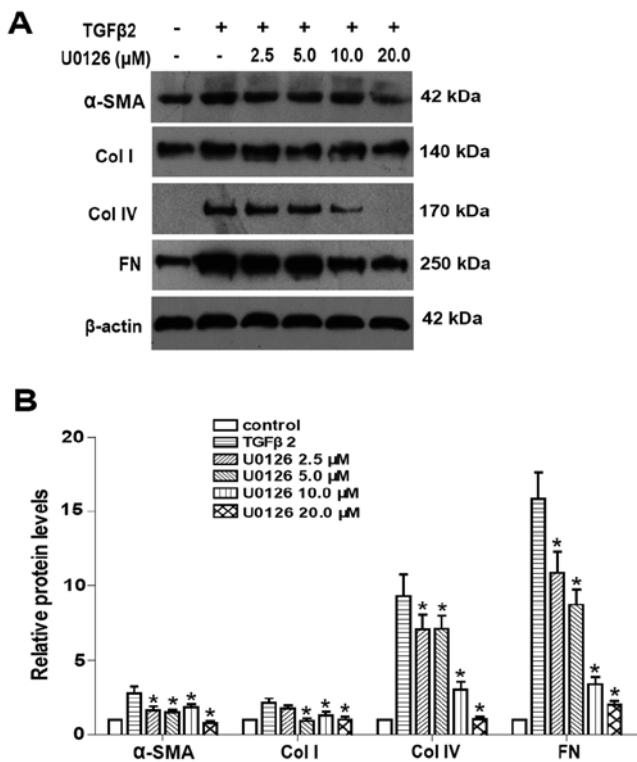 A
TGFβ2 - + + + + +
U0126 (μM) - - 2.5 5.0 10.0 20.0
α-SMA 42 kDa
Col I 140 kDa
Col IV 170 kDa
FN 250 kDa
β-actin 42 kDa
B
control
TGFβ 2
U0126 2.5 μM
U0126 5.0 μM
U0126 10.0 μM
U0126 20.0 μM
Relative protein levels
20
15
10
5
0
* * * *
* * *
* * * *
* * * *
α-SMA Col I Col IV FN